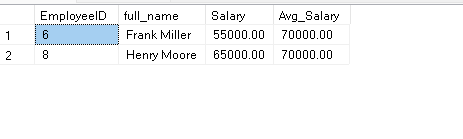 EmployeeID full_name Salary Avg_Salary
1 6 Frank Miller 55000.00 70000.00
2 8 Henry Moore 65000.00 70000.00